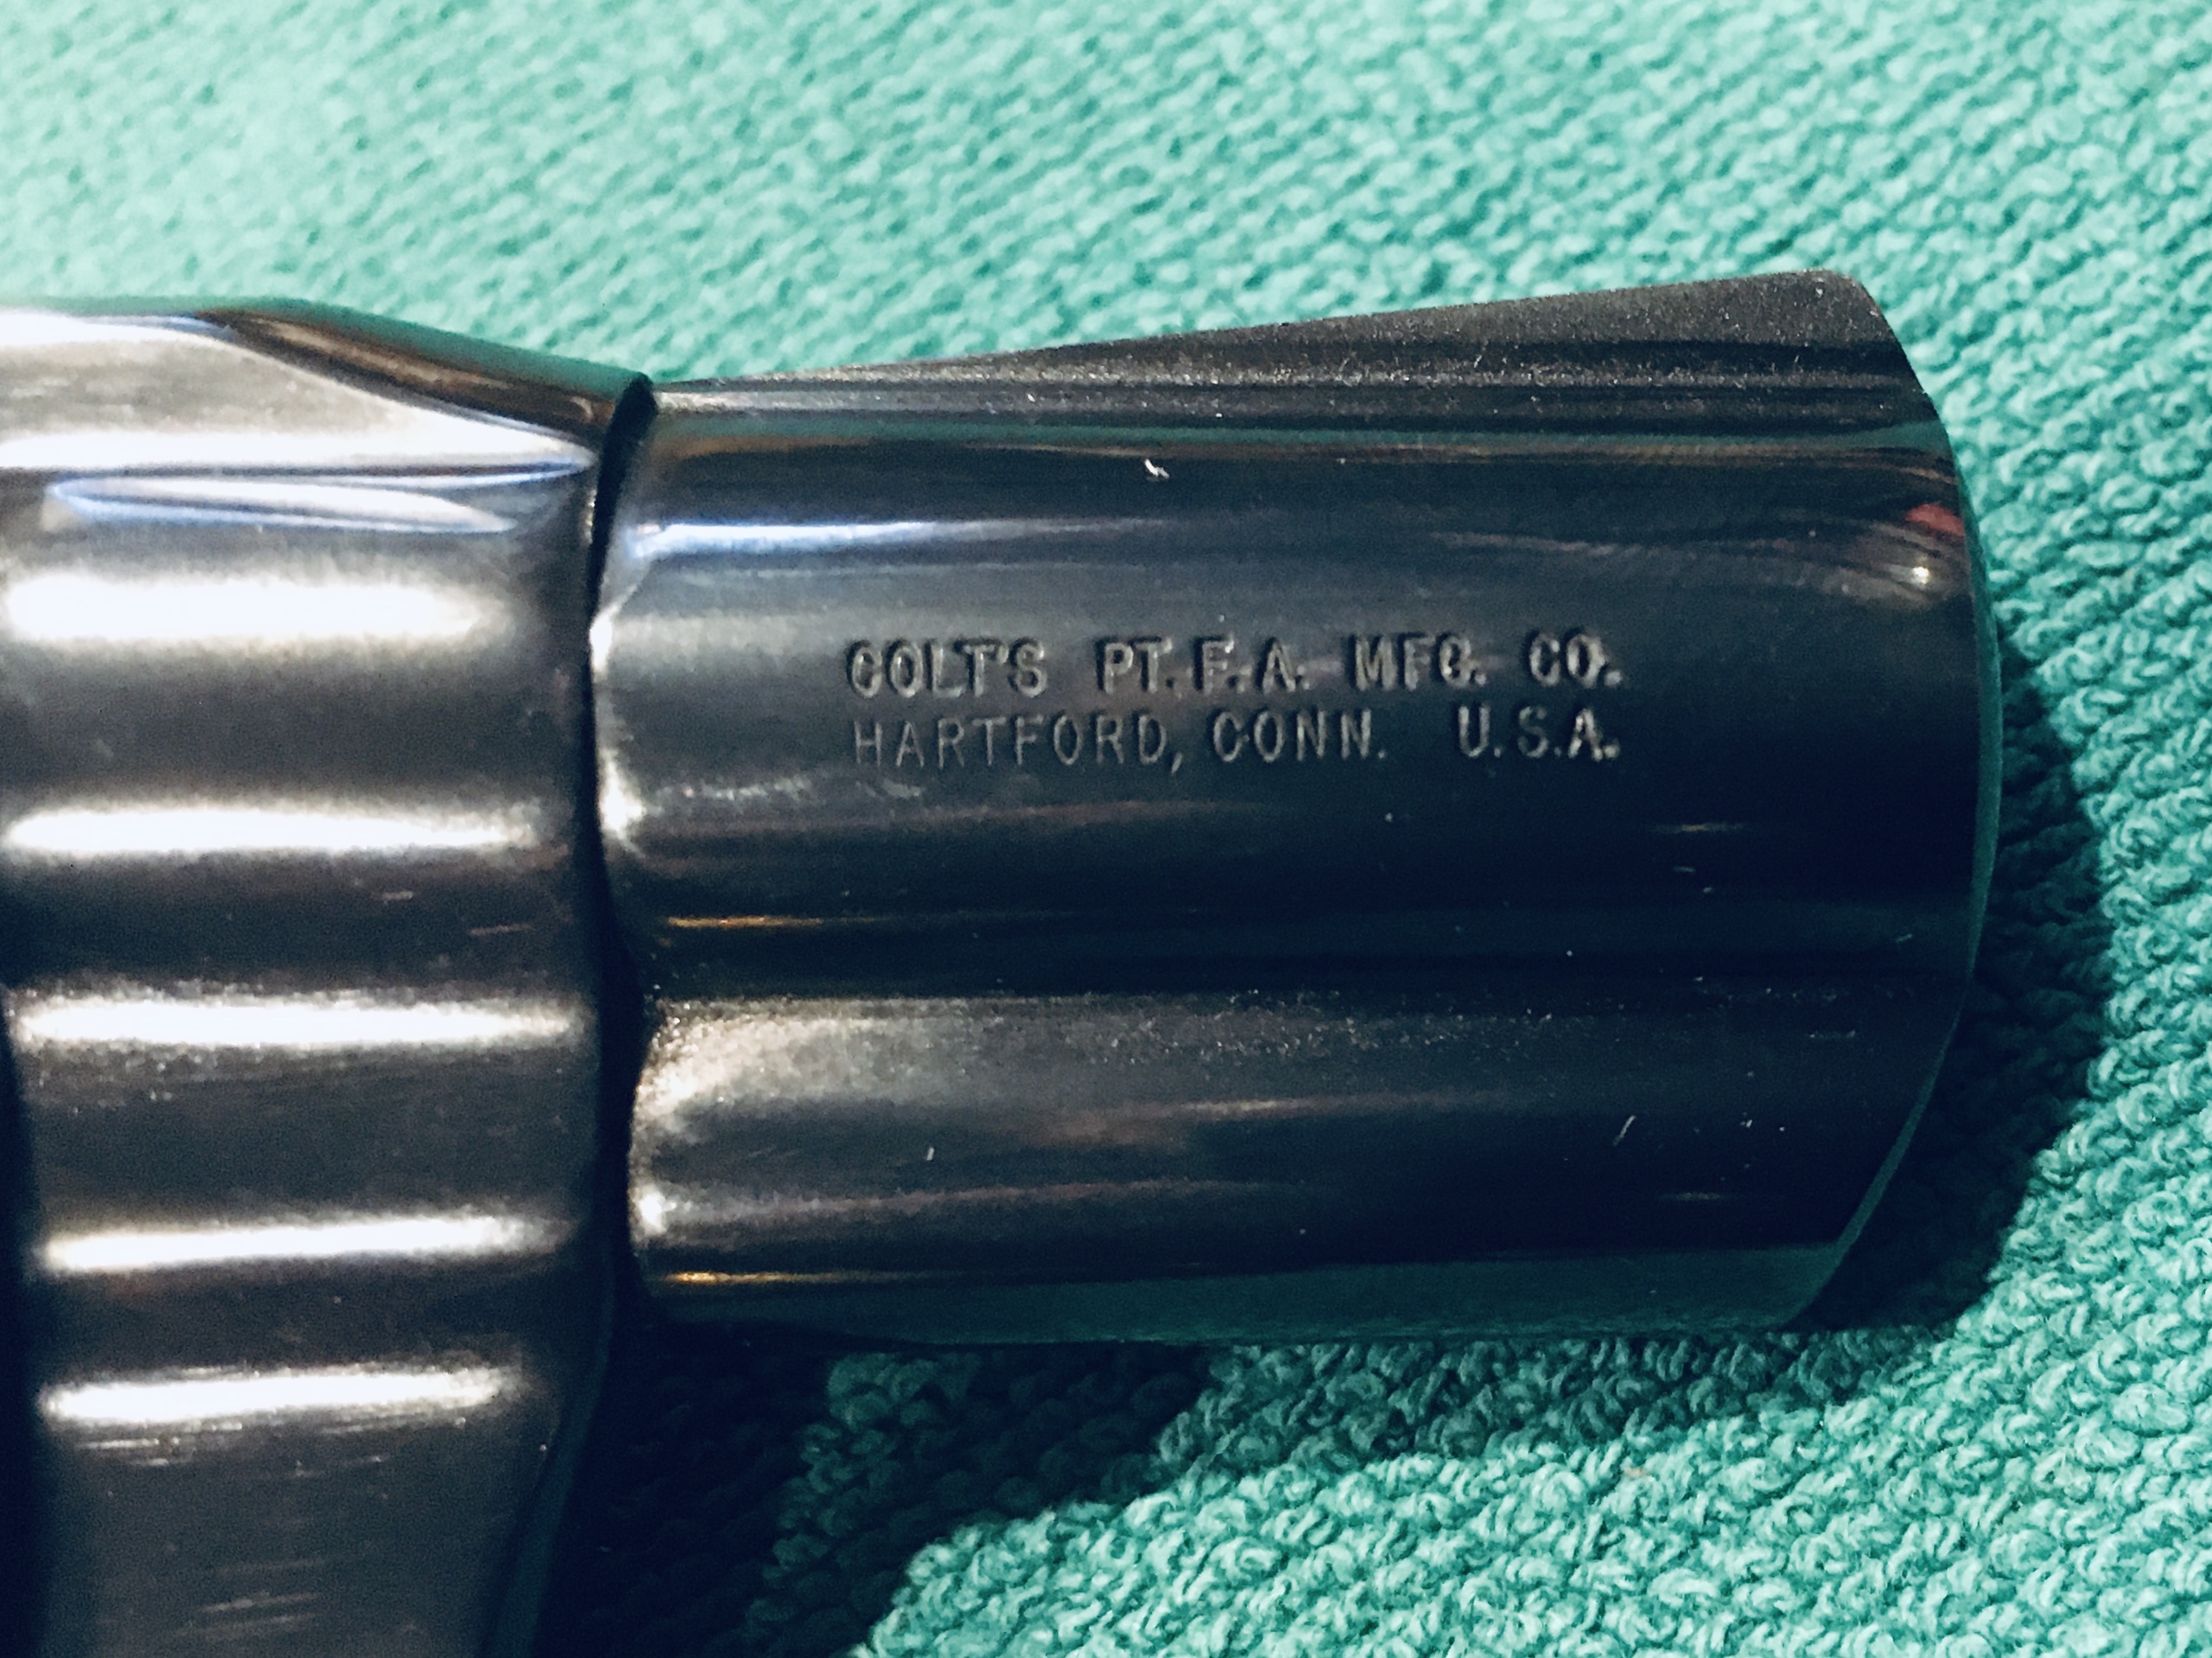 COLT'S PT. F. A. MFG. CO.
HARTFORD, CONN. U.S.A.